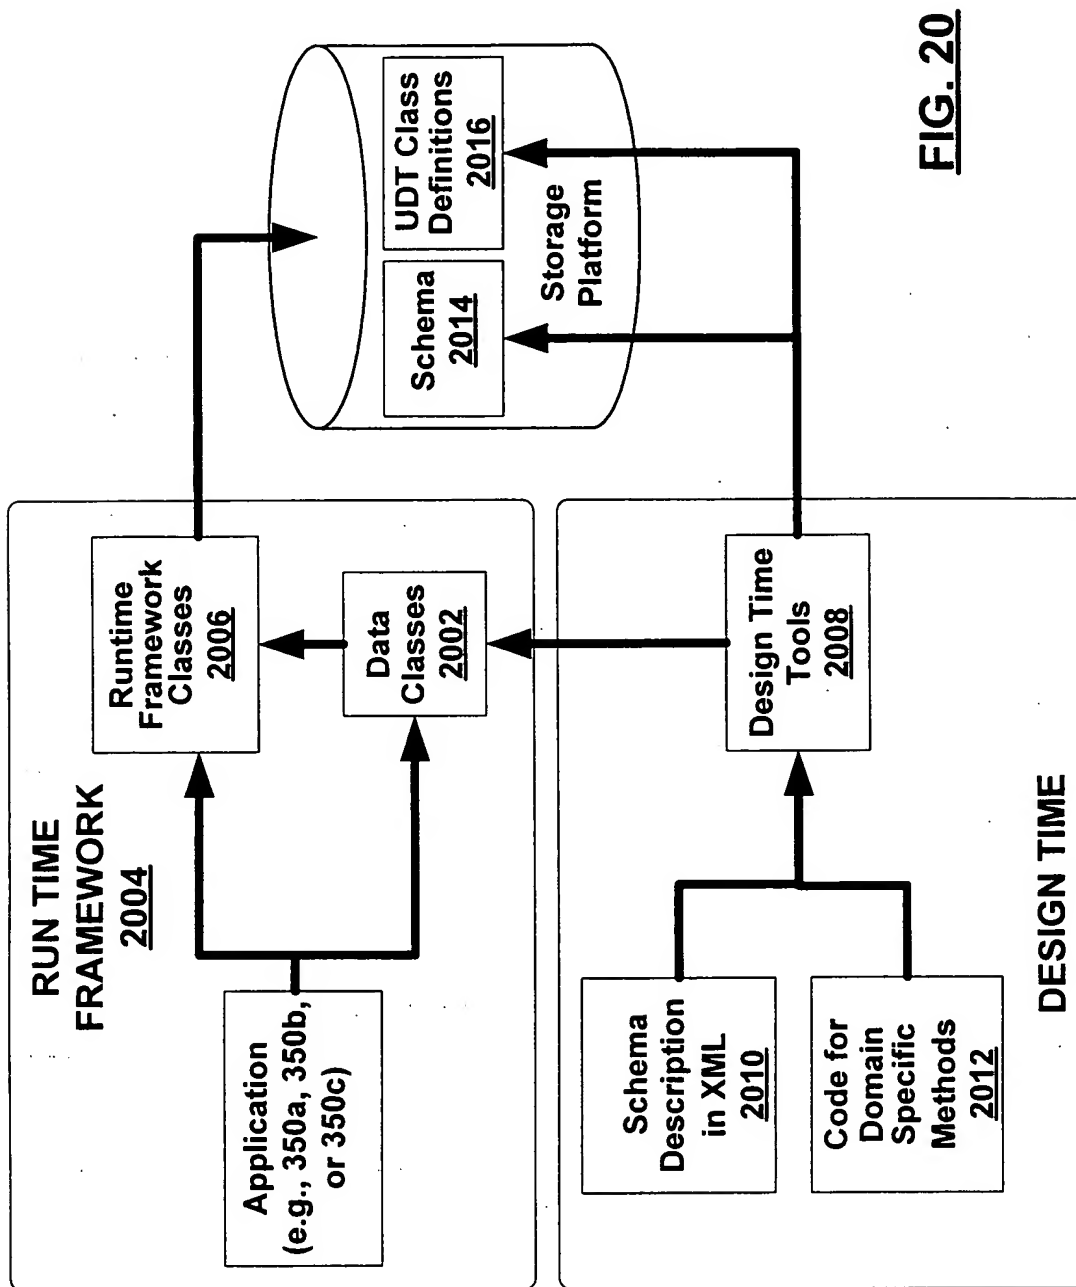 RUN TIME
FRAMEWORK
2004
Application
(e.g., 350a, 350b,
or 350c)
Runtime
Framework
Classes
2006
Data
Classes
2002
Schema
Description
in XML
2010
Code for
Domain
Specific
Methods
2012
Design Time
Tools
2008
DESIGN TIME
Schema
2014
UDT Class
Definitions
2016
Storage
Platform
FIG. 20